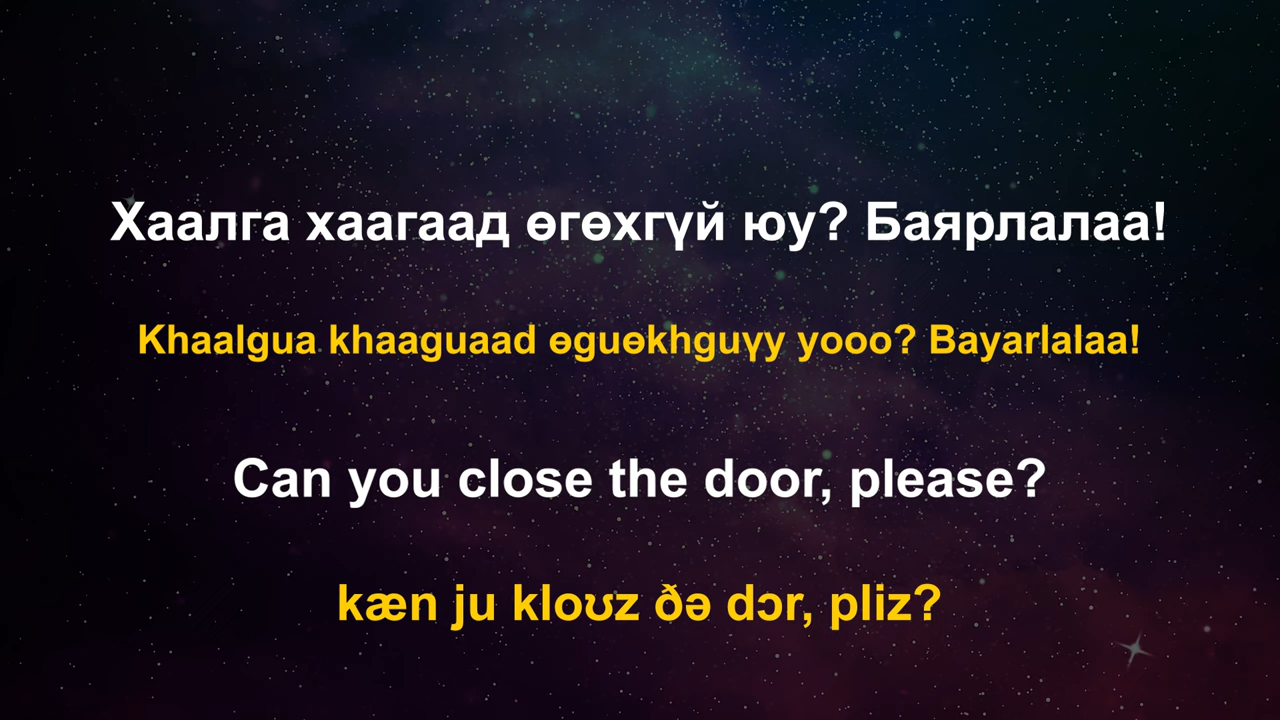 Хаалга хаагаад өгөхгүй юу? Баярлалаа!
Khaalgua khaaguaad өguөkhguүy yooo? Bayarlalaa!
Can you close the door, please?
kæn ju kloʊz ðə dɔr, pliz?